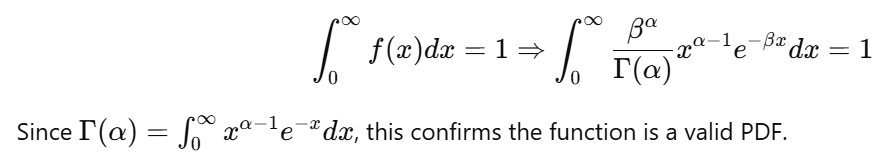 ∫₀^∞ f(x)dx = 1 ⇒ ∫₀^∞ β^α/Γ(α) x^(α−1) e^(−βx) dx = 1
Since Γ(α) = ∫₀^∞ x^(α−1) e^(−x) dx, this confirms the function is a valid PDF.